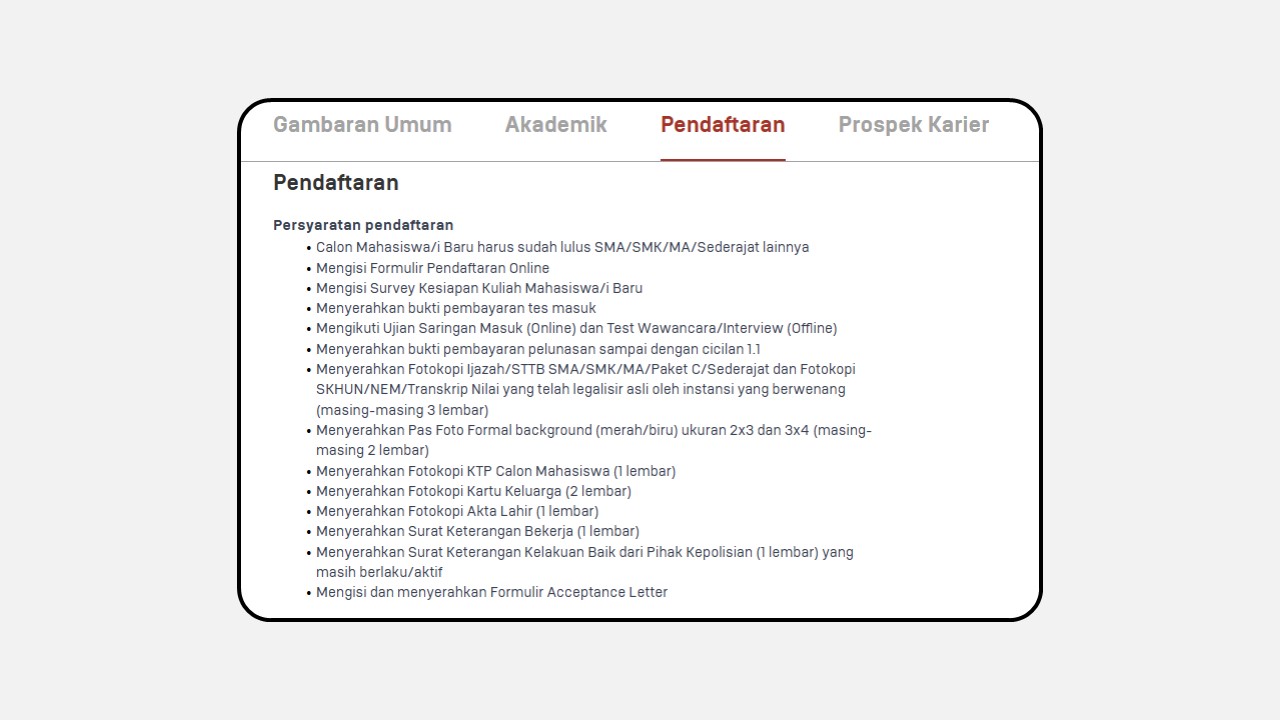 Gambaran Umum Akademik Pendaftaran Prospek Karier
Pendaftaran
Persyaratan pendaftaran
• Calon Mahasiswa/i Baru harus sudah lulus SMA/SMK/MA/Sederajat lainnya
• Mengisi Formulir Pendaftaran Online
• Mengisi Survey Kesiapan Kuliah Mahasiswa/i Baru
• Menyerahkan bukti pembayaran tes masuk
• Mengikuti Ujian Saringan Masuk (Online) dan Test Wawancara/Interview (Offline)
• Menyerahkan bukti pembayaran pelunasan sampai dengan cicilan 1.1
• Menyerahkan Fotokopi Ijazah/STTB SMA/SMK/MA/Paket C/Sederajat dan Fotokopi
SKHUN/NEM/Transkrip Nilai yang telah legalisir asli oleh instansi yang berwenang
(masing-masing 3 lembar)
• Menyerahkan Pas Foto Formal background (merah/biru) ukuran 2x3 dan 3x4 (masing-
masing 2 lembar)
• Menyerahkan Fotokopi KTP Calon Mahasiswa (1 lembar)
• Menyerahkan Fotokopi Kartu Keluarga (2 lembar)
• Menyerahkan Fotokopi Akta Lahir (1 lembar)
• Menyerahkan Surat Keterangan Bekerja (1 lembar)
• Menyerahkan Surat Keterangan Kelakuan Baik dari Pihak Kepolisian (1 lembar) yang
masih berlaku/aktif
• Mengisi dan menyerahkan Formulir Acceptance Letter